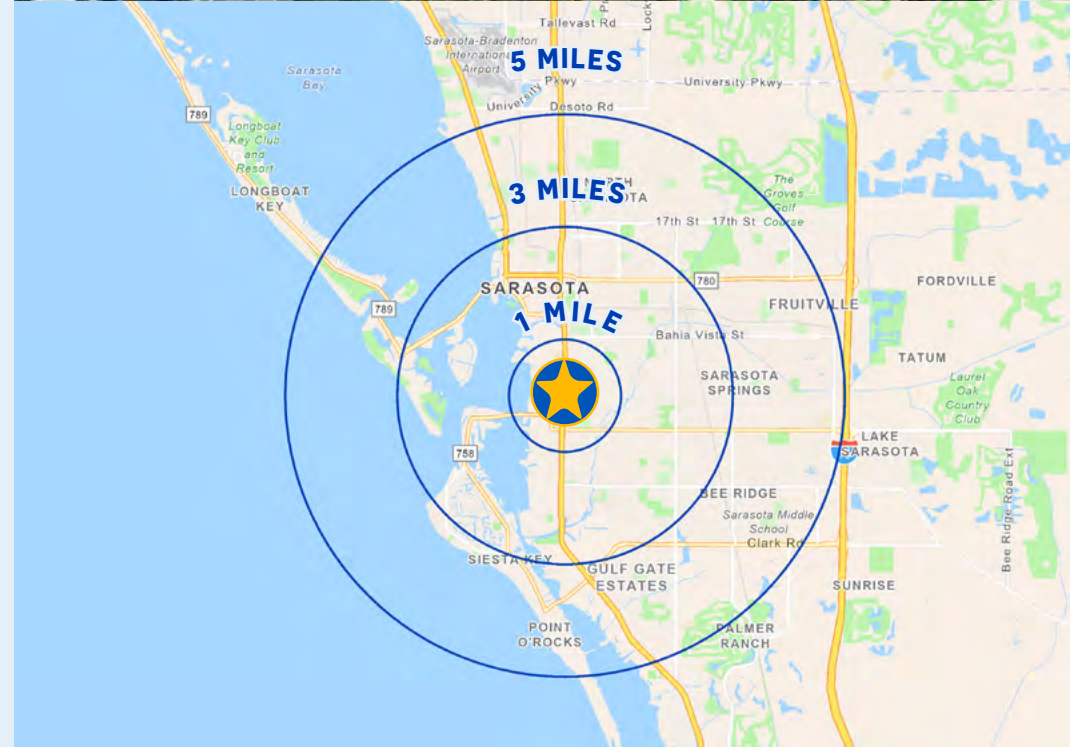 Tallevast Rd
Lock
Sarasota-Bradenton
International
Airport
5 MILES
Sarasota
Bay
University Pkwy
University Pkwy
Desoto Rd
789
Longboat
Key Club
and
Resort
LONGBOAT
KEY
3 MILES
NORTH
The
Groves
Golf
Course
17th St
17th St
780
FORDVILLE
SARASOTA
FRUITVILLE
789
1 MILE
Bahia Vista St
TATUM
SARASOTA
SPRINGS
Laurel
Oak
Country
Club
LAKE
SARASOTA
758
BEE RIDGE
Bee Ridge Road Ext
Sarasota Middle
School
Clark Rd
SIESTA KEY
GULF GATE
ESTATES
SUNRISE
POINT
O'ROCKS
PALMER
RANCH